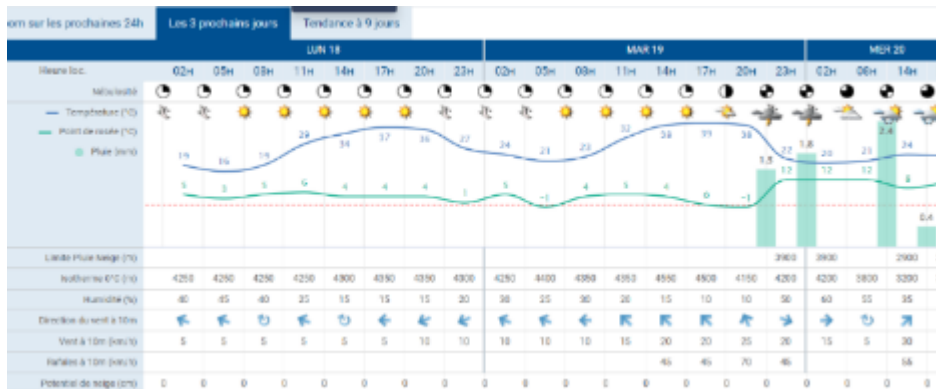 oom sur les prochaines 24h Les 3 prochains jours Tendance à 9 jours
LUN 18 MAR 19 MER 20
Heure loc. 02H 05H 08H 11H 14H 17H 20H 23H 02H 05H 08H 11H 14H 17H 20H 23H 02H 08H 14H
Nébulosité
Température (°C)
Point de rosée (°C)
Pluie (mm)
19 16 19 29 34 37 36 27 24 21 23 32 38 39 38 22 20 21 24
5 3 5 6 4 4 4 1 5 -1 4 5 4 6 -1 12 12 12 8
1,3 1,8 2,4 0,4
Limite Pluie Neige (m) 3900 3900 2900
Isotherme 0°C (m) 4250 4250 4250 4250 4300 4350 4350 4300 4250 4400 4350 4350 4550 4500 4150 4200 4200 3800 3200
Humidité (%) 40 45 40 25 15 15 15 20 30 25 30 20 15 10 10 50 60 55 35
Direction du vent à 10m
Vent à 10m (km/h) 5 5 5 5 5 5 10 10 10 10 10 15 20 20 25 20 15 5 30
Rafales à 10m (km/h) 45 45 70 45 55
Potentiel de neige (cm) 0 0 0 0 0 0 0 0 0 0 0 0 0 0 0 0 0 0 0